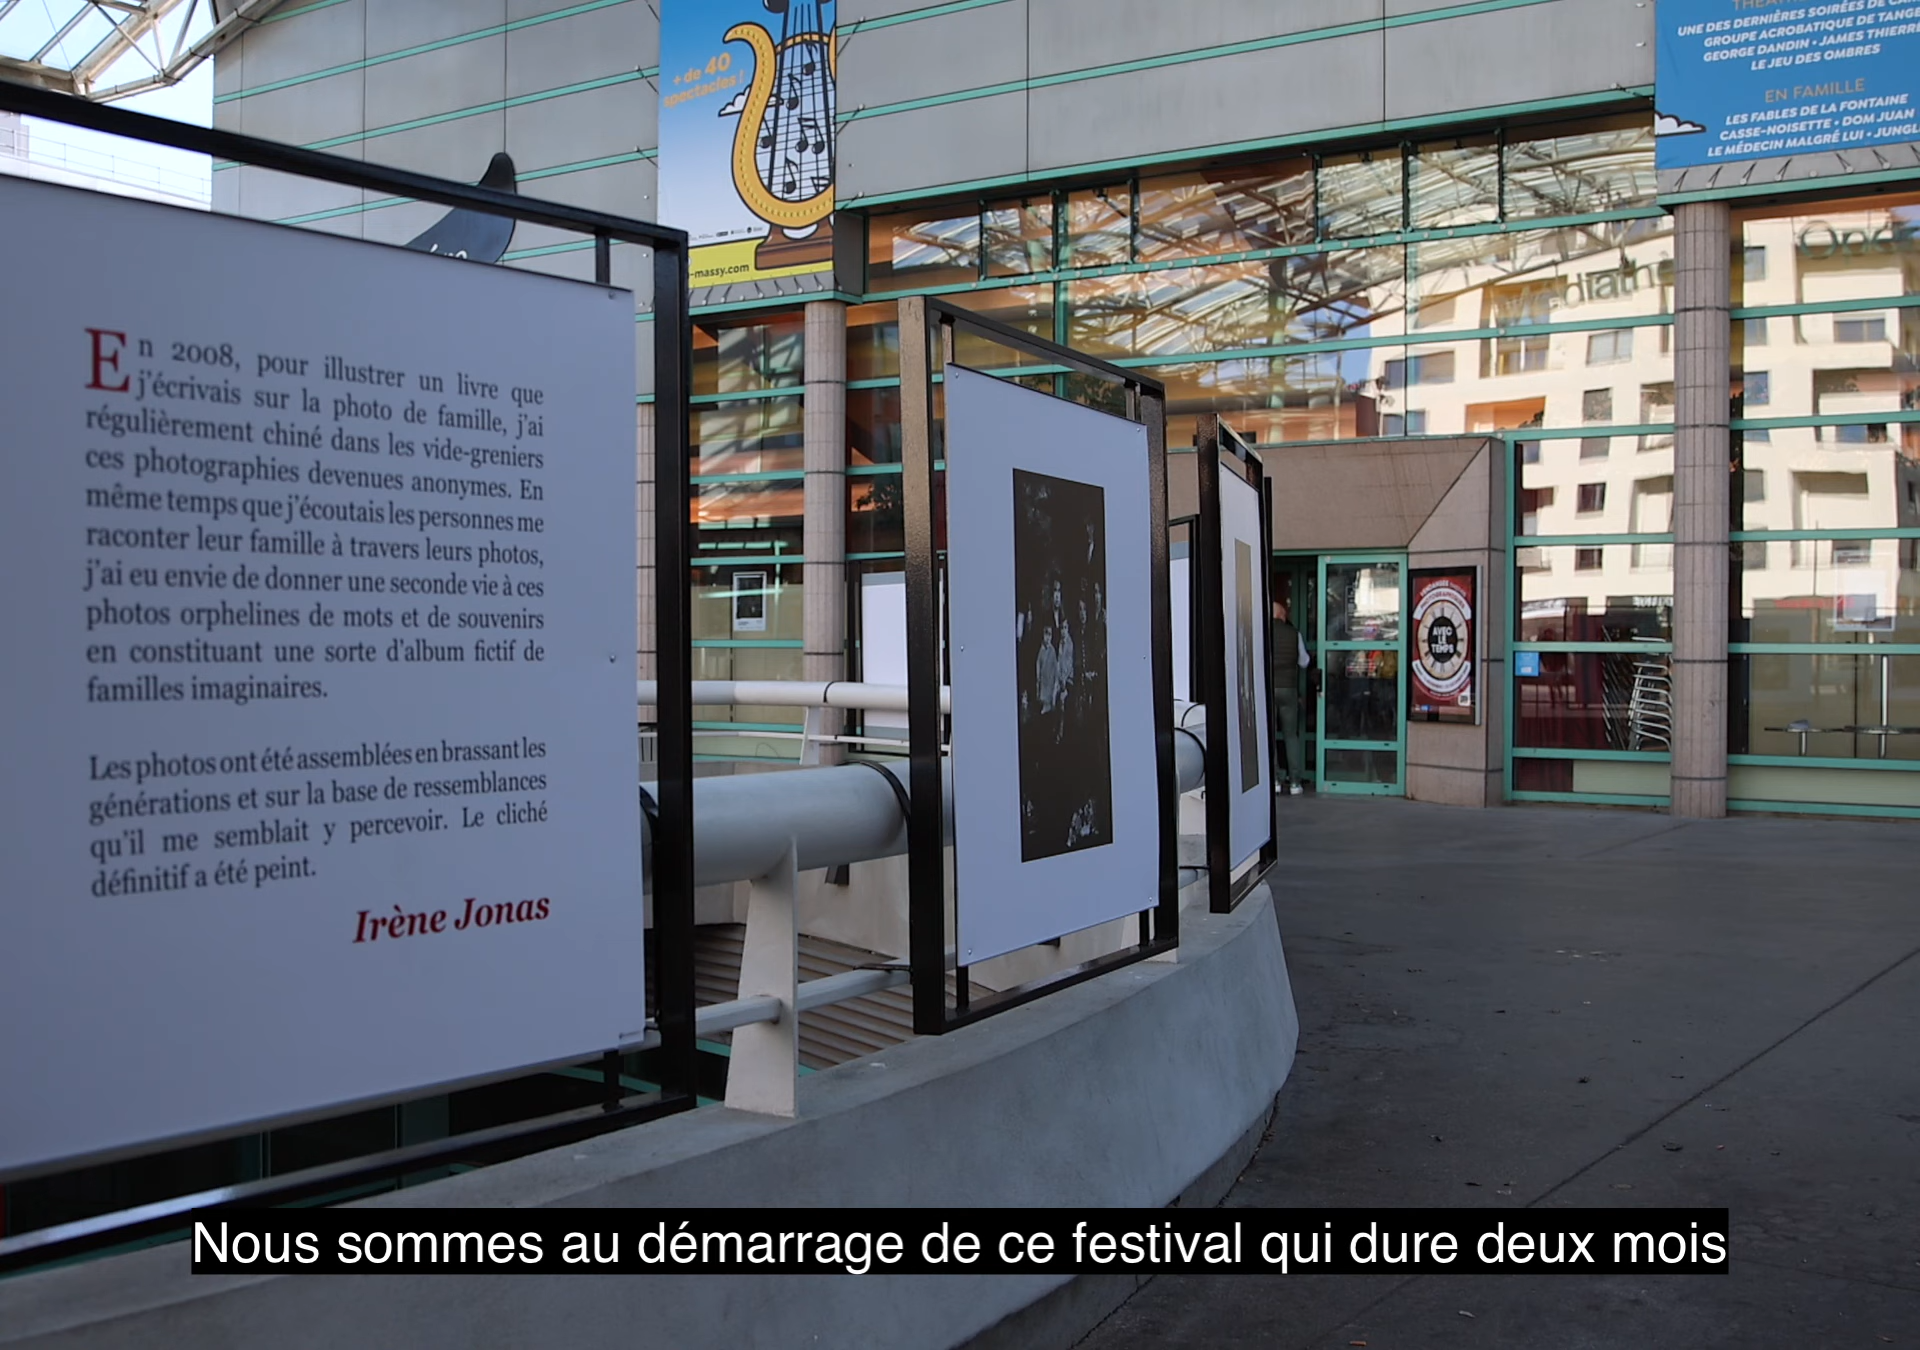 En 2008, pour illustrer un livre que
j'écrivais sur la photo de famille, j'ai
régulièrement chiné dans les vide-greniers
ces photographies devenues anonymes. En
même temps que j'écoutais les personnes me
raconter leur famille à travers leurs photos,
j'ai eu envie de donner une seconde vie à ces
photos orphelines de mots et de souvenirs
en constituant une sorte d'album fictif de
familles imaginaires.
Les photos ont été assemblées en brassant les
générations et sur la base de ressemblances
qu'il me semblait y percevoir. Le cliché
définitif a été peint.
Irène Jonas
+ de 40
spectacles !
-massy.com
UNE DES DERNIÈRES SOIRÉES DE CA
GROUPE ACROBATIQUE DE TANGE
GEORGE DANDIN • JAMES THIERRÉ
LE JEU DES OMBRES
EN FAMILLE
LES FABLES DE LA FONTAINE
CASSE-NOISETTE • DOM JUAN
LE MÉDECIN MALGRÉ LUI • JUNGL
AVEC
LE
TEMPS
Nous sommes au démarrage de ce festival qui dure deux mois